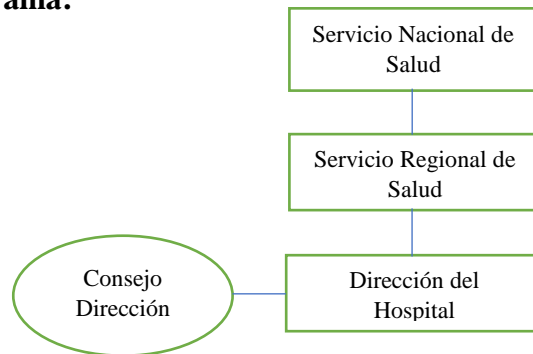 Servicio Nacional de
Salud
Servicio Regional de
Salud
Consejo
Dirección
Dirección del
Hospital